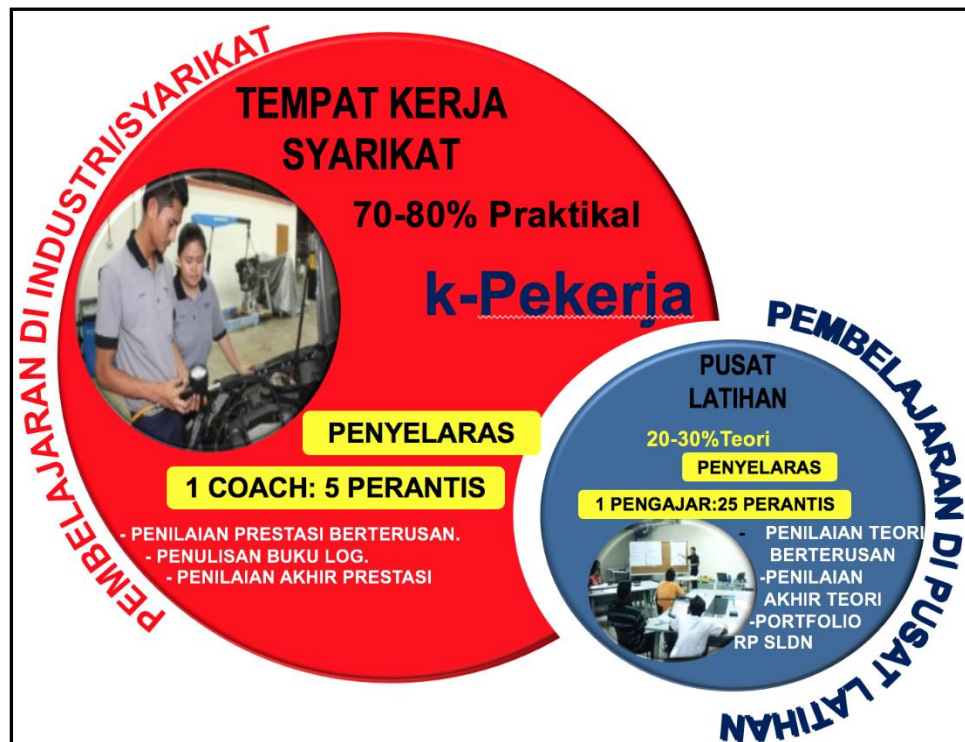 PEMBELAJARAN DI INDUSTRI/SYARIKAT
TEMPAT KERJA
SYARIKAT
70-80% Praktikal
k-Pekerja
PENYELARAS
1 COACH: 5 PERANTIS
- PENILAIAN PRESTASI BERTERUSAN.
- PENULISAN BUKU LOG.
- PENILAIAN AKHIR PRESTASI
PEMBELAJARAN DI PUSAT LATIHAN
PUSAT
LATIHAN
20-30%Teori
PENYELARAS
1 PENGAJAR:25 PERANTIS
- PENILAIAN TEORI
BERTERUSAN
-PENILAIAN
AKHIR TEORI
-PORTFOLIO
RP SLDN